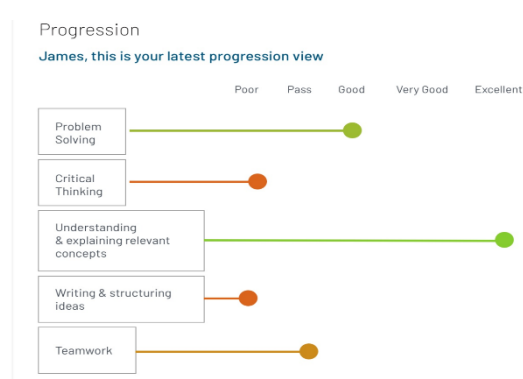 Progression
James, this is your latest progression view
Poor Pass Good Very Good Excellent
Problem
Solving
Critical
Thinking
Understanding
& explaining relevant
concepts
Writing & structuring
ideas
Teamwork